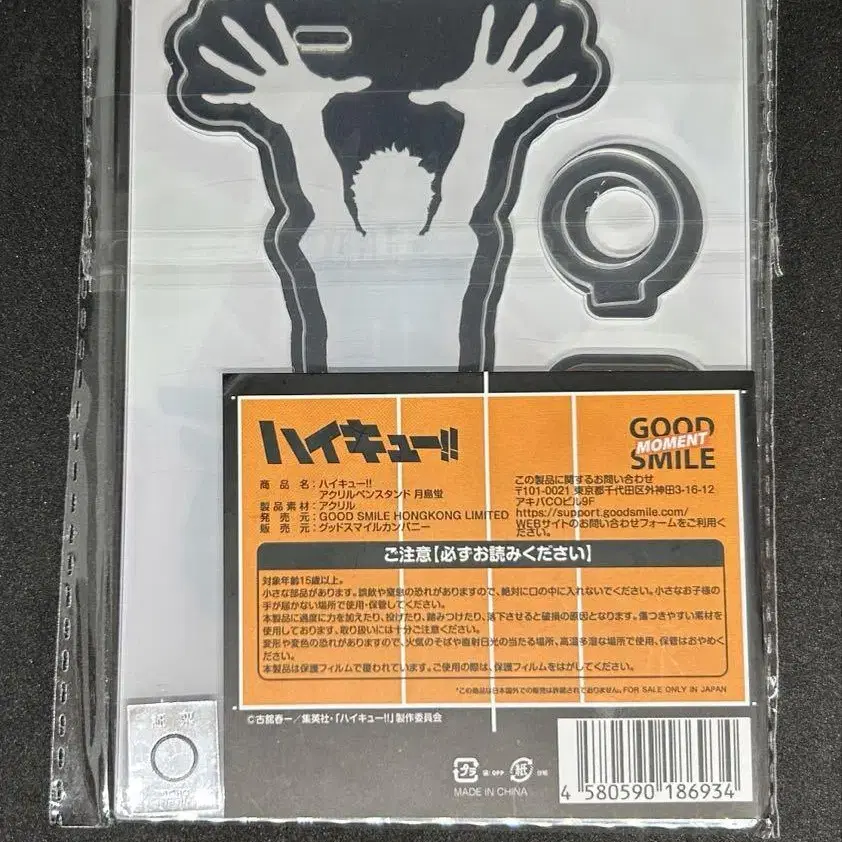 ハイキュー!!
GOOD
MOMENT
SMILE
商 品 名：ハイキュー!!
アクリルペンスタンド 月島蛍
製品素材：アクリル
発 売 元：GOOD SMILE HONGKONG LIMITED
販 売 元：グッドスマイルカンパニー
この製品に関するお問い合わせ
〒101-0021 東京都千代田区外神田3-16-12
アキバCOビル9F
https://support.goodsmile.com/
WEBサイトのお問い合わせフォームをご利用く
ださい。
ご注意【必ずお読みください】
対象年齢15歳以上。
小さな部品があります。誤飲や窒息の恐れがありますので、絶対に口の中に入れないでください。小さなお子様の
手が届かない場所で使用・保管してください。
本製品に過度に力を加えたり、投げたり、踏みつけたり、落下させると破損の原因となります。傷つきやすい素材を
使用しております、取り扱いには十分ご注意ください。
変形や変色の恐れがありますので、火気のそばや直射日光の当たる場所、高温多湿な場所で使用、保管はおやめく
ださい。
本製品は保護フィルムで覆われています。ご使用の際は、保護フィルムをはがしてください。
*この商品は日本国外での販売は許諾されておりません。FOR SALE ONLY IN JAPAN
©古舘春一／集英社・「ハイキュー!!」製作委員会
プラ 袋:OPP 紙 台紙
MADE IN CHINA
4 580590 186934